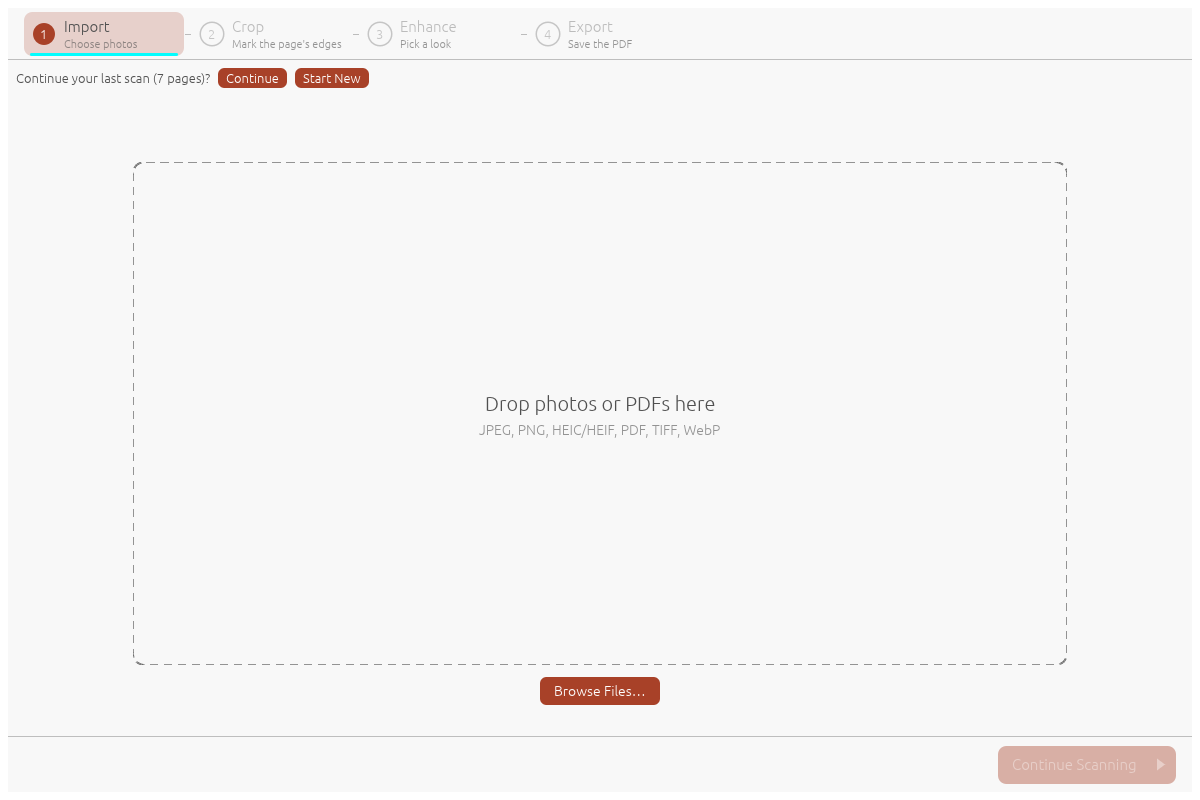 1 Import
Choose photos
2 Crop
Mark the page's edges
3 Enhance
Pick a look
4 Export
Save the PDF
Continue your last scan (7 pages)? Continue Start New
Drop photos or PDFs here
JPEG, PNG, HEIC/HEIF, PDF, TIFF, WebP
Browse Files...
Continue Scanning